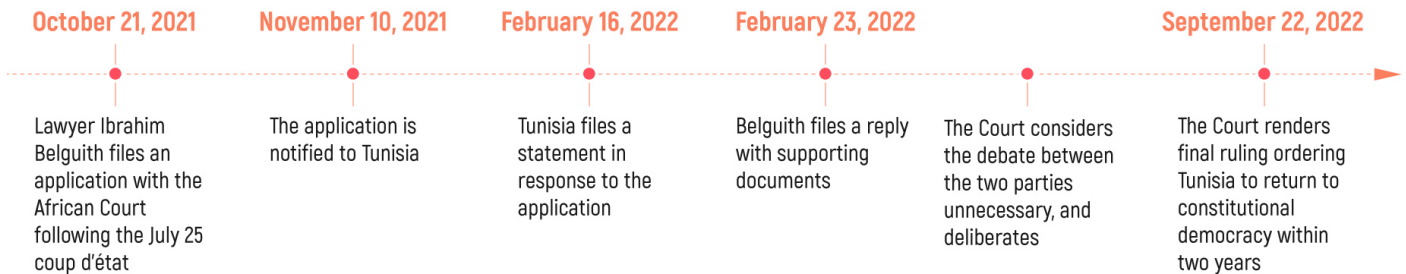 October 21, 2021
Lawyer Ibrahim
Belguith files an
application with the
African Court
following the July 25
coup d'état
November 10, 2021
The application is
notified to Tunisia
February 16, 2022
Tunisia files a
statement in
response to the
application
February 23, 2022
Belguith files a reply
with supporting
documents
The Court considers
the debate between
the two parties
unnecessary, and
deliberates
September 22, 2022
The Court renders
final ruling ordering
Tunisia to return to
constitutional
democracy within
two years